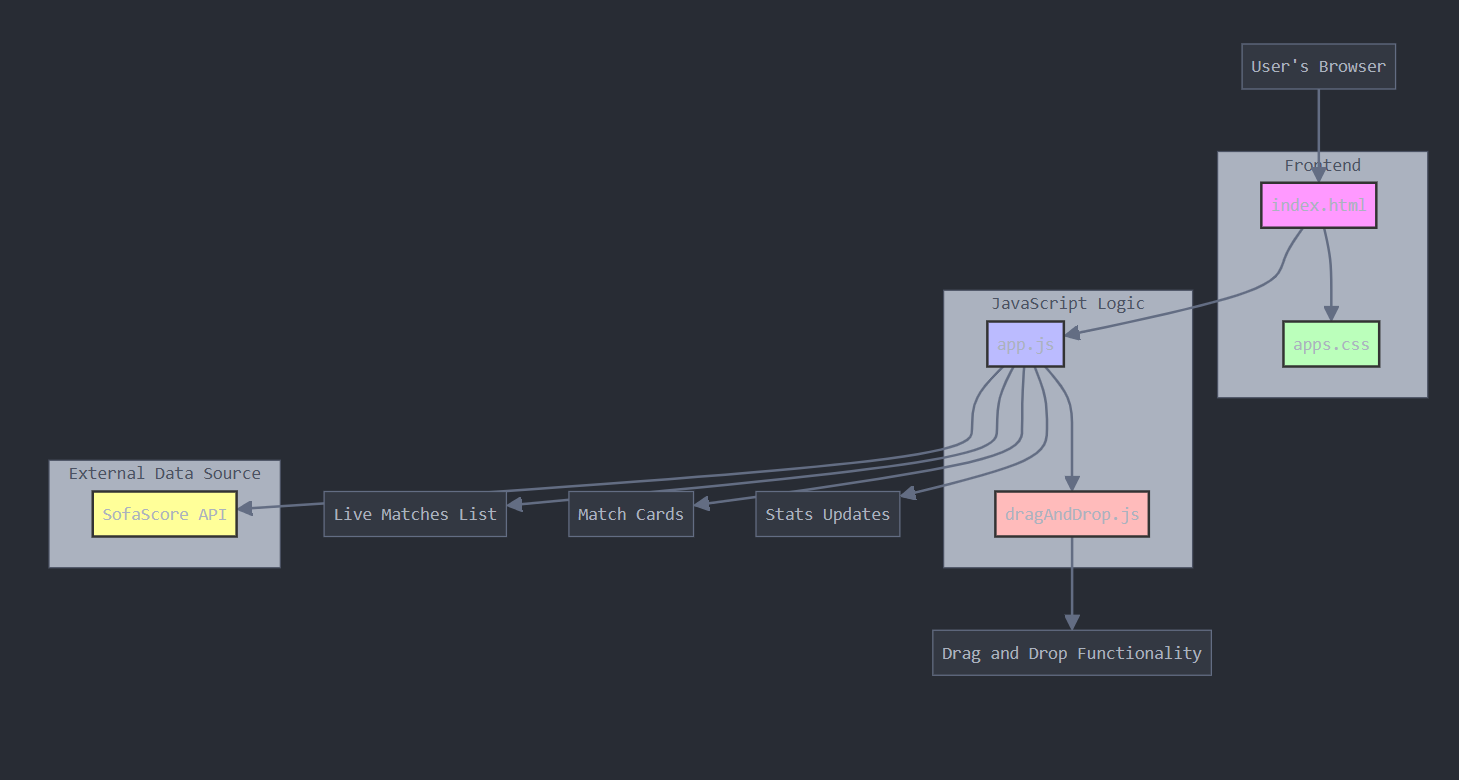 User's Browser
Frontend
index.html
JavaScript Logic
app.js
apps.css
External Data Source
SofaScore API
Live Matches List
Match Cards
Stats Updates
dragAndDrop.js
Drag and Drop Functionality